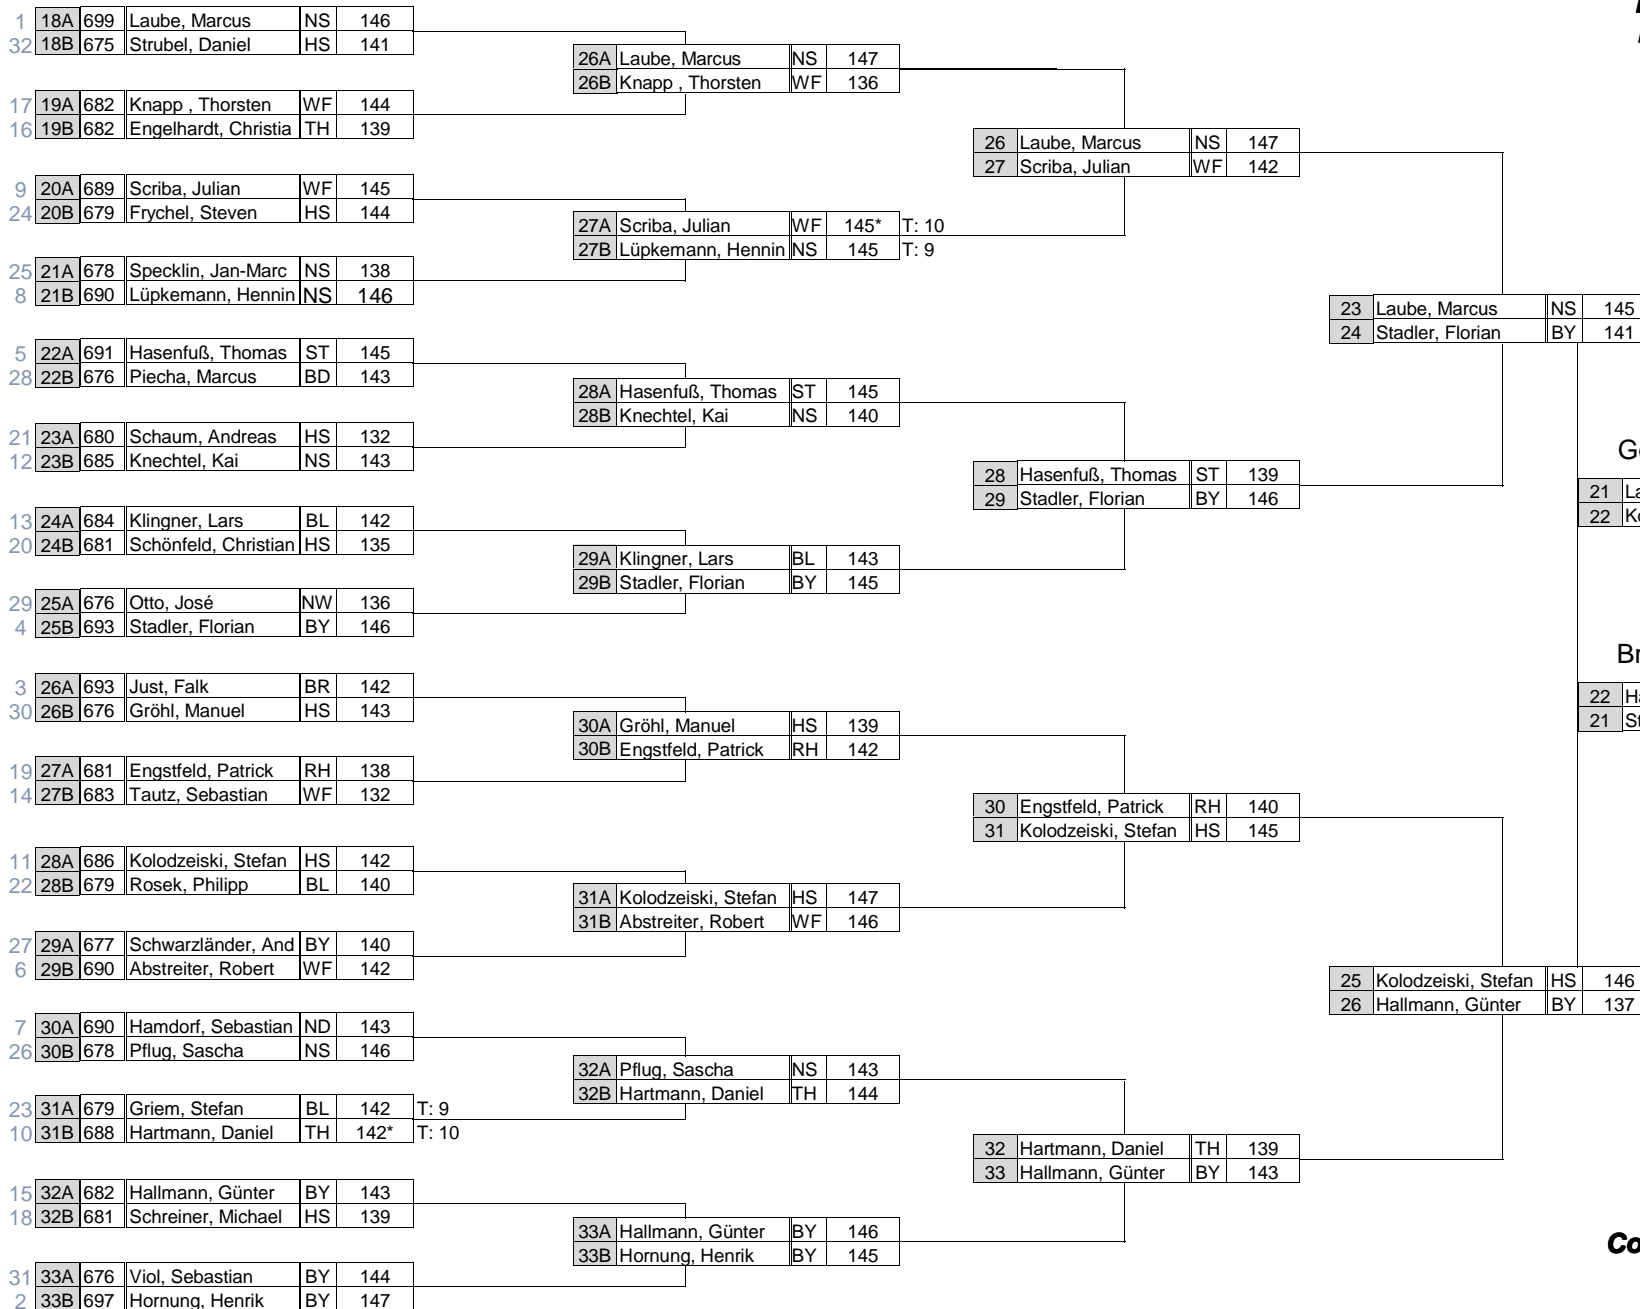 1 18A 699 Laube, Marcus NS 146
32 18B 675 Strubel, Daniel HS 141
17 19A 682 Knapp , Thorsten WF 144
16 19B 682 Engelhardt, Christia TH 139
9 20A 689 Scriba, Julian WF 145
24 20B 679 Frychel, Steven HS 144
25 21A 678 Specklin, Jan-Marc NS 138
8 21B 690 Lüpkemann, Hennin NS 146
5 22A 691 Hasenfuß, Thomas ST 145
28 22B 676 Piecha, Marcus BD 143
21 23A 680 Schaum, Andreas HS 132
12 23B 685 Knechtel, Kai NS 143
13 24A 684 Klingner, Lars BL 142
20 24B 681 Schönfeld, Christian HS 135
29 25A 676 Otto, José NW 136
4 25B 693 Stadler, Florian BY 146
3 26A 693 Just, Falk BR 142
30 26B 676 Gröhl, Manuel HS 143
19 27A 681 Engstfeld, Patrick RH 138
14 27B 683 Tautz, Sebastian WF 132
11 28A 686 Kolodzeiski, Stefan HS 142
22 28B 679 Rosek, Philipp BL 140
27 29A 677 Schwarzländer, And BY 140
6 29B 690 Abstreiter, Robert WF 142
7 30A 690 Hamdorf, Sebastian ND 143
26 30B 678 Pflug, Sascha NS 146
23 31A 679 Griem, Stefan BL 142 T: 9
10 31B 688 Hartmann, Daniel TH 142* T: 10
15 32A 682 Hallmann, Günter BY 143
18 32B 681 Schreiner, Michael HS 139
31 33A 676 Viol, Sebastian BY 144
2 33B 697 Hornung, Henrik BY 147
26A Laube, Marcus NS 147
26B Knapp , Thorsten WF 136
27A Scriba, Julian WF 145* T: 10
27B Lüpkemann, Hennin NS 145 T: 9
28A Hasenfuß, Thomas ST 145
28B Knechtel, Kai NS 140
29A Klingner, Lars BL 143
29B Stadler, Florian BY 145
30A Gröhl, Manuel HS 139
30B Engstfeld, Patrick RH 142
31A Kolodzeiski, Stefan HS 147
31B Abstreiter, Robert WF 146
32A Pflug, Sascha NS 143
32B Hartmann, Daniel TH 144
33A Hallmann, Günter BY 146
33B Hornung, Henrik BY 145
26 Laube, Marcus NS 147
27 Scriba, Julian WF 142
28 Hasenfuß, Thomas ST 139
29 Stadler, Florian BY 146
30 Engstfeld, Patrick RH 140
31 Kolodzeiski, Stefan HS 145
32 Hartmann, Daniel TH 139
33 Hallmann, Günter BY 143
23 Laube, Marcus NS 145
24 Stadler, Florian BY 141
25 Kolodzeiski, Stefan HS 146
26 Hallmann, Günter BY 137
21
22
Br
22
21
Co